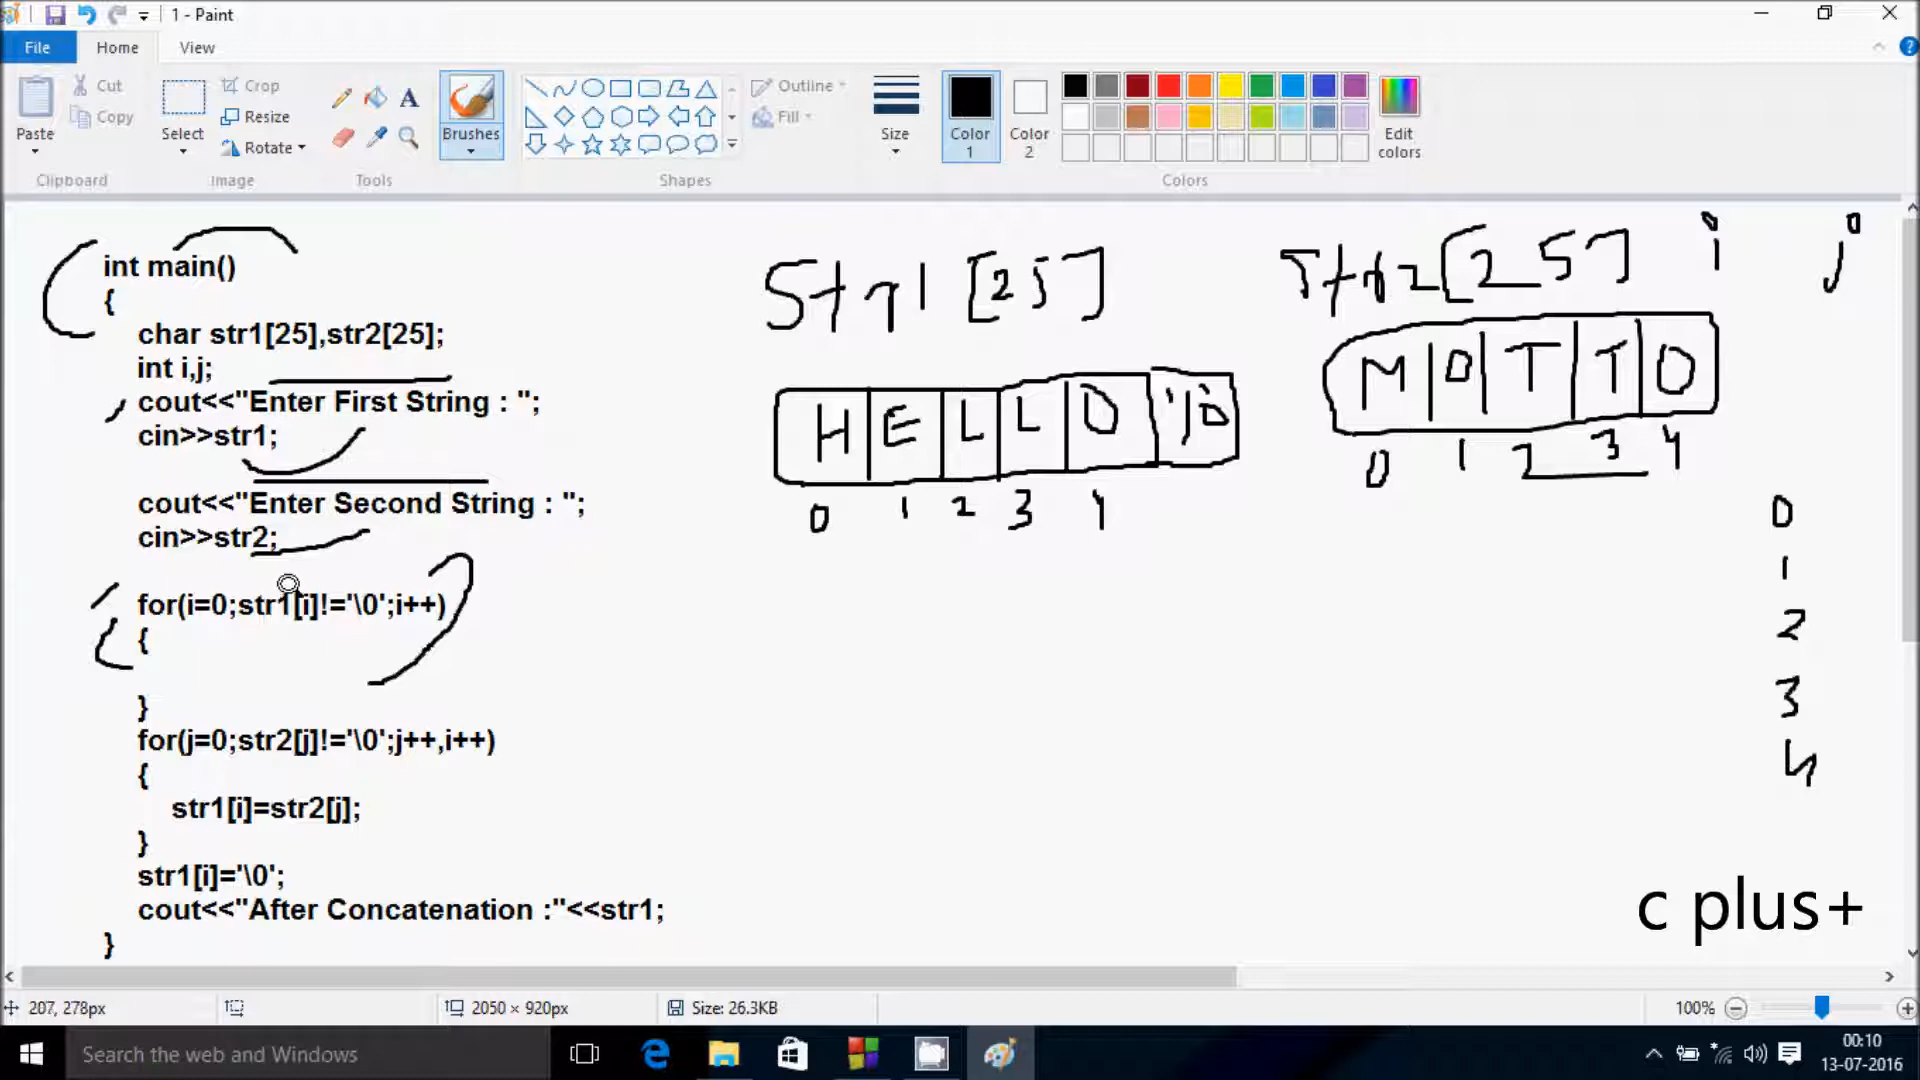 1 - Paint
File Home View
Paste
Cut
Copy
Clipboard
Select
Crop
Resize
Rotate
Image
Tools
Brushes
Shapes
Outline
Fill
Size
Color 1
Color 2
Edit colors
Colors
int main()
{
char str1[25],str2[25];
int i,j;
cout<<"Enter First String : ";
cin>>str1;
cout<<"Enter Second String : ";
cin>>str2;
for(i=0;str1[i]!='\0';i++)
{
}
for(j=0;str2[j]!='\0';j++,i++)
{
str1[i]=str2[j];
}
str1[i]='\0';
cout<<"After Concatenation :"<<str1;
}
Str1 [25]
H E L L O \0
0 1 2 3 4
Str2[25] i j
M O T T O
0 1 2 3 4
0
1
2
3
4
c plus+
207, 278px
2050 × 920px
Size: 26.3KB
100%
Search the web and Windows
00:10
13-07-2016